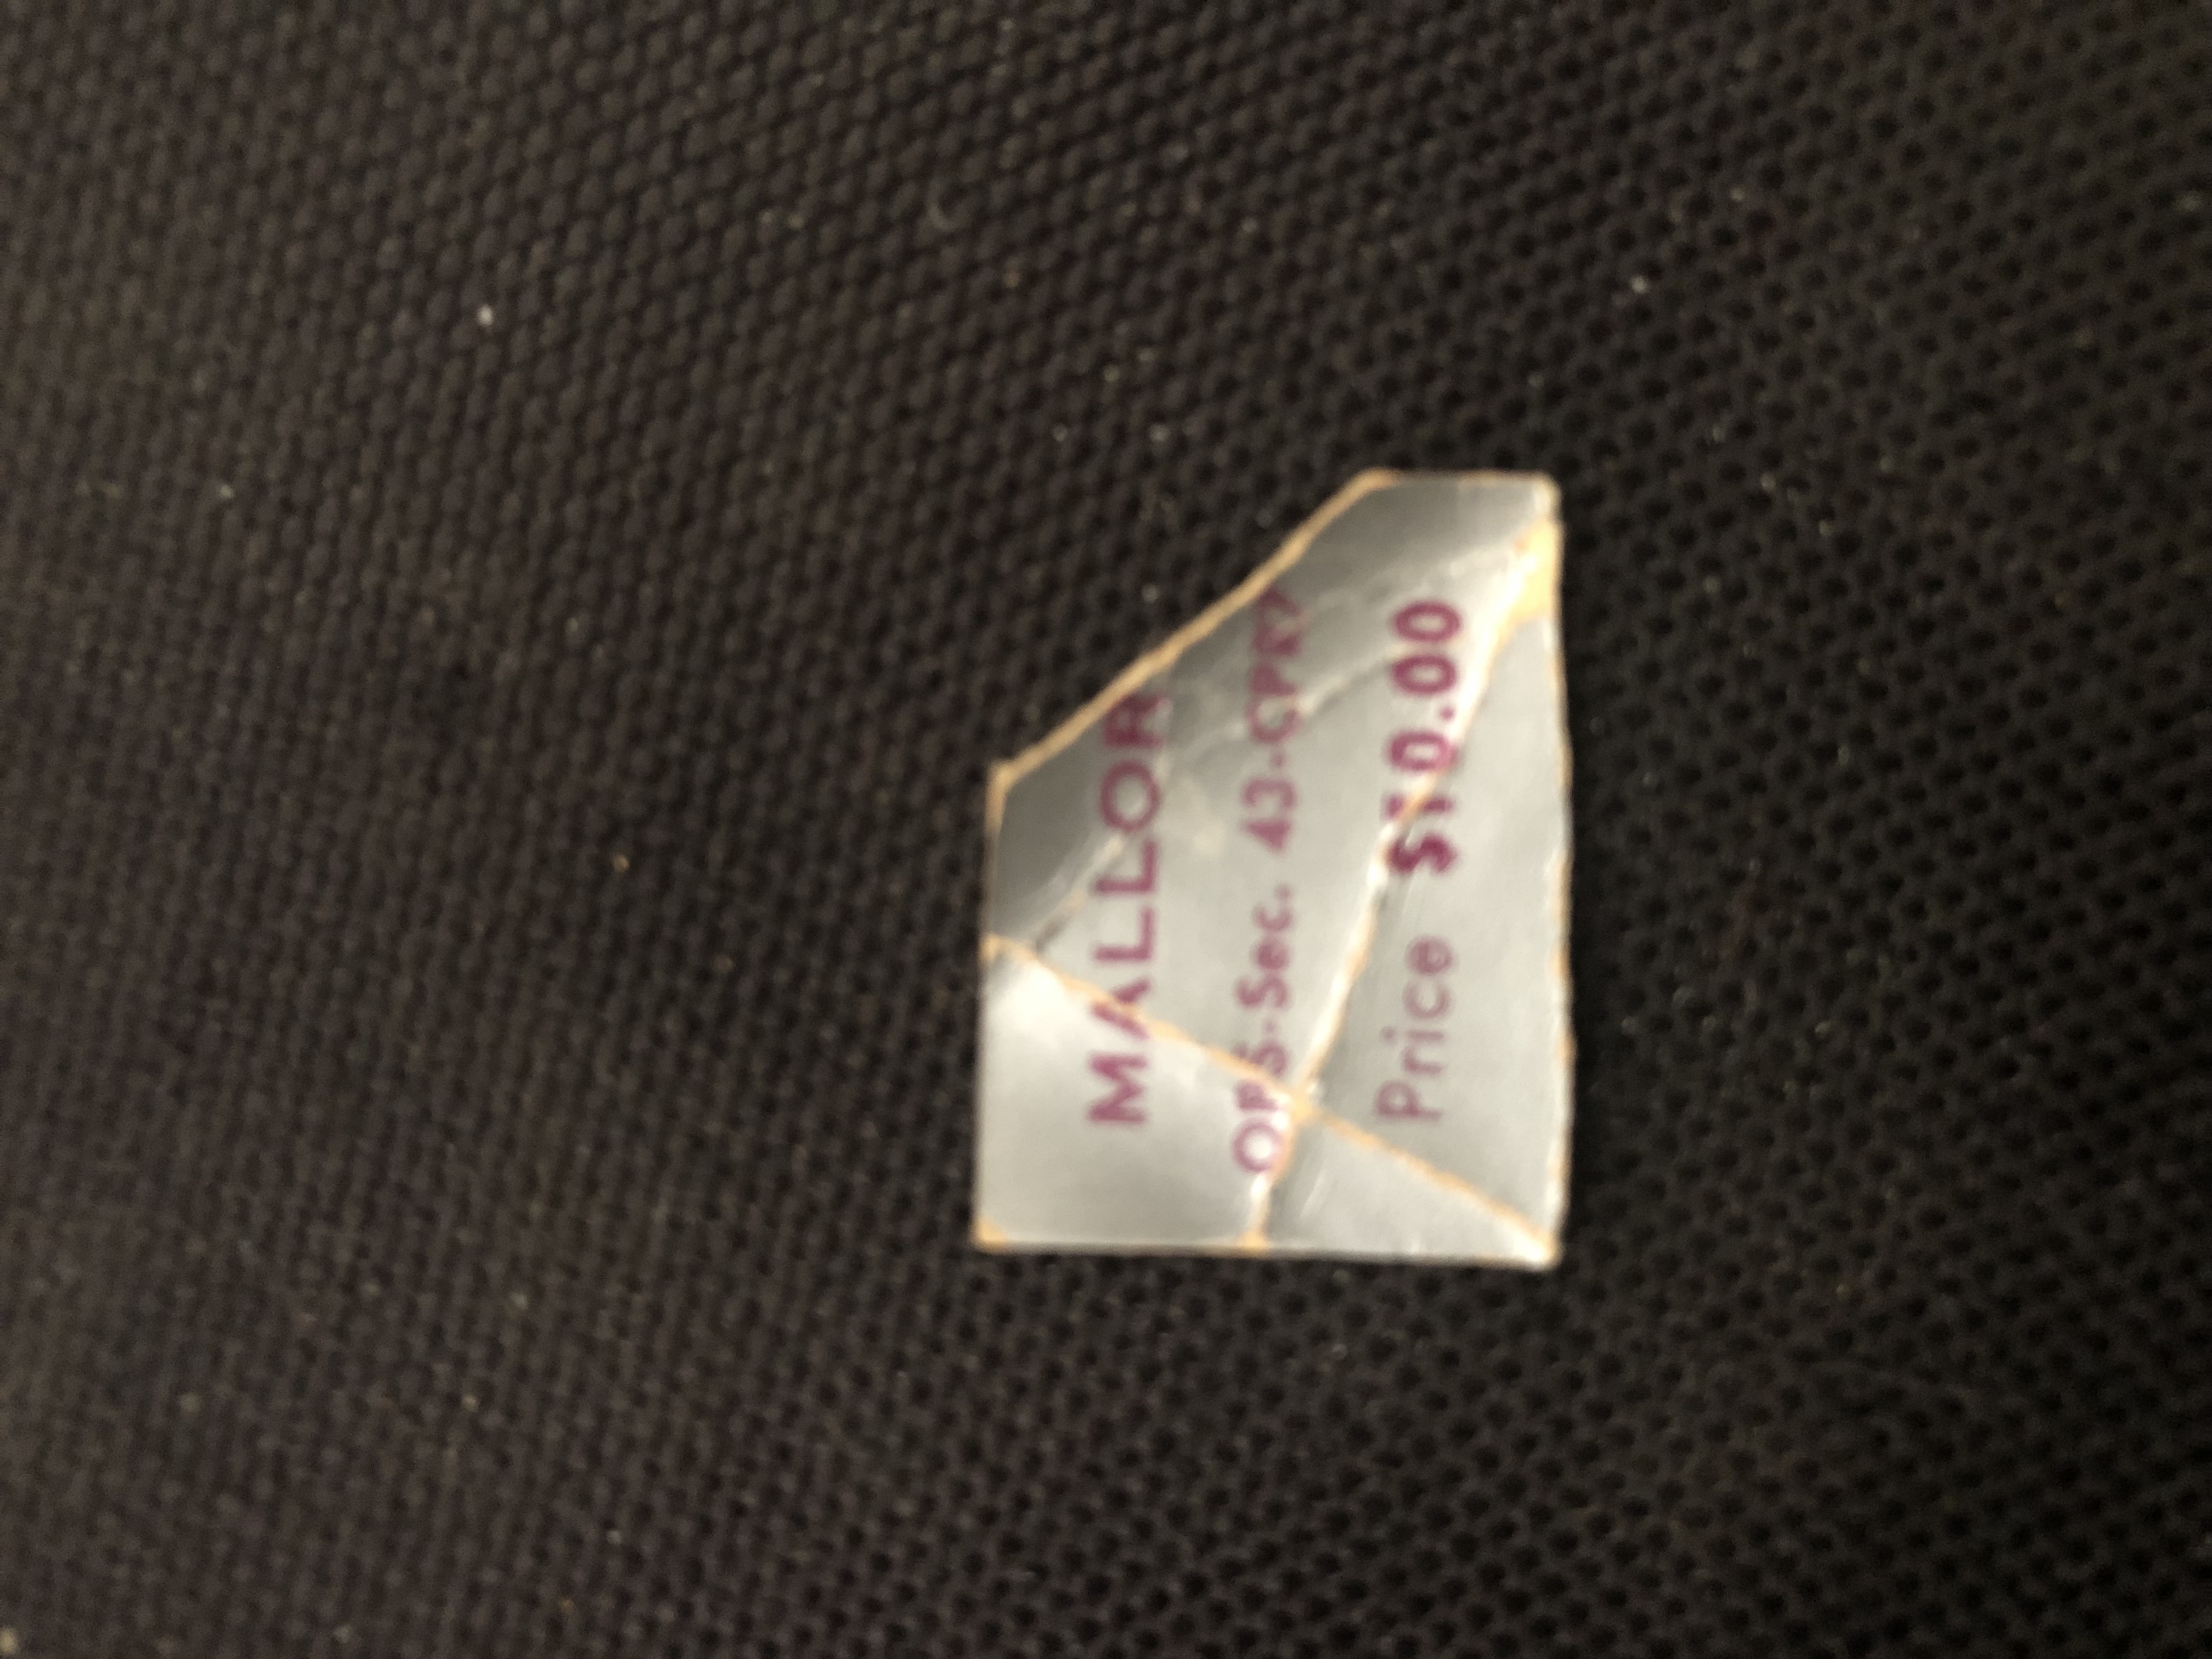 MALLOR
OPS-Sec. 43-CPR7
Price $10.00